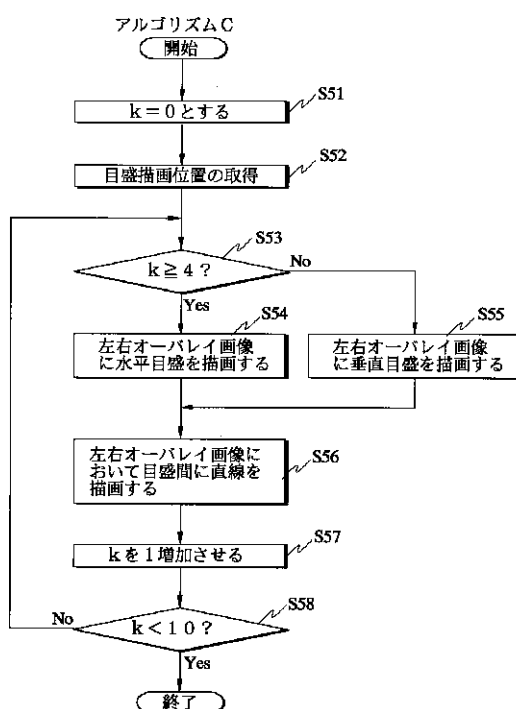 アルゴリズムC
開始
S51
k=0とする
S52
目盛描画位置の取得
S53
k≧4?
No
Yes
S54
左右オーバレイ画像
に水平目盛を描画する
S55
左右オーバレイ画像
に垂直目盛を描画する
S56
左右オーバレイ画像に
おいて目盛間に直線を
描画する
S57
kを1増加させる
S58
No
k<10?
Yes
終了